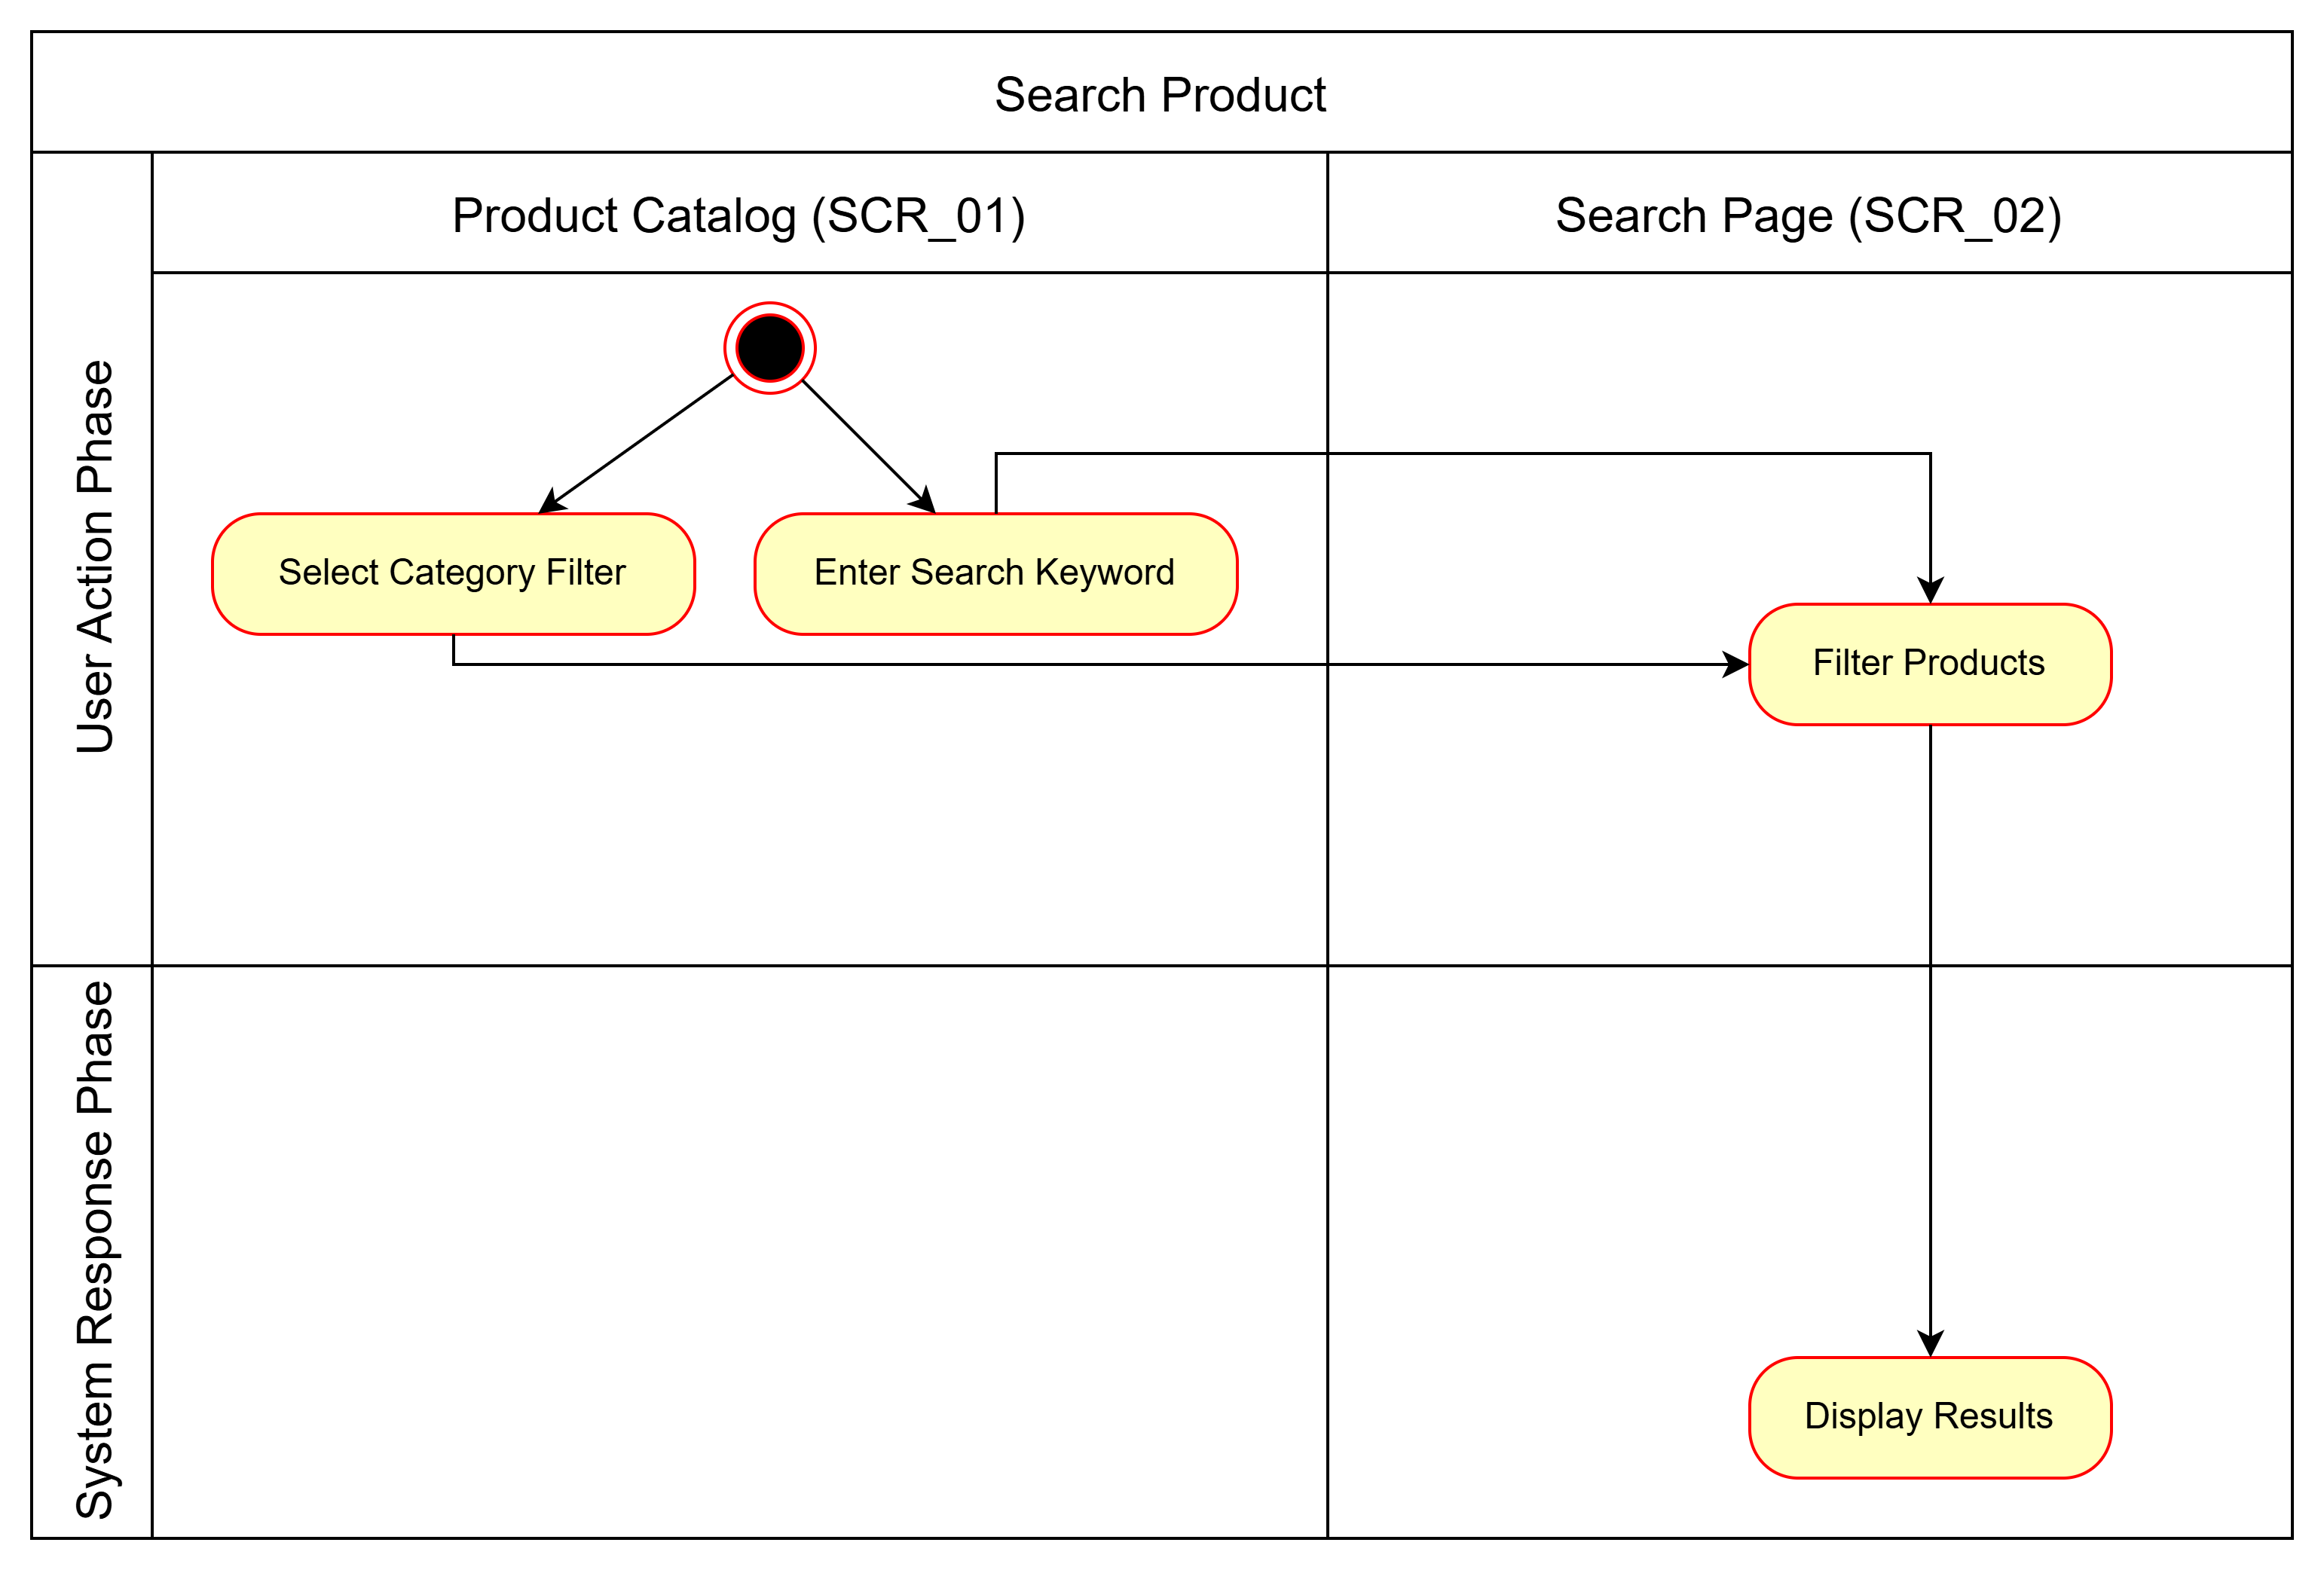 Search Product
Product Catalog (SCR_01)
Search Page (SCR_02)
User Action Phase
Select Category Filter
Enter Search Keyword
Filter Products
System Response Phase
Display Results